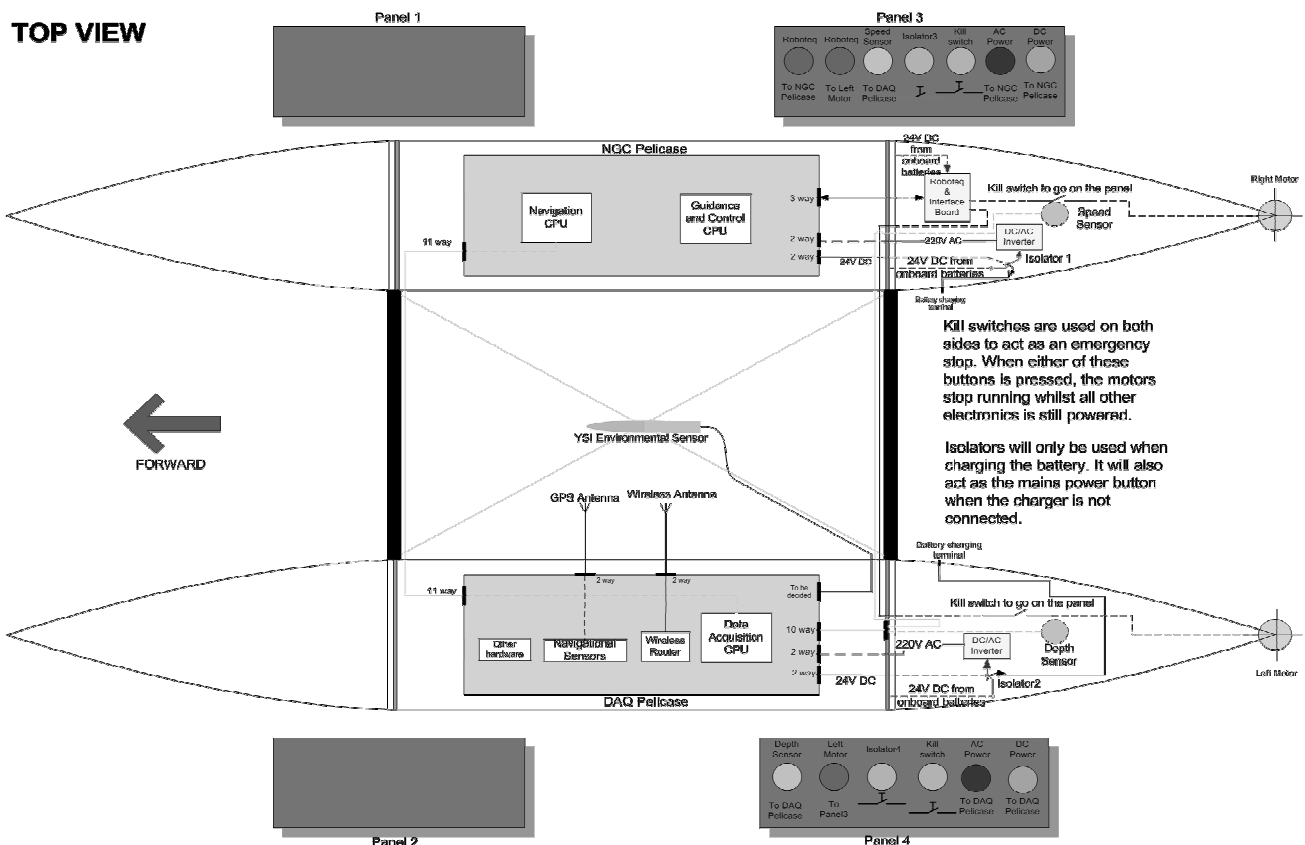 TOP VIEW
Panel 1
Panel 3
Roboteq
Roboteq
Speed
Sensor
Isolator3
Kill
switch
AC
Power
DC
Power
To NGC
Pelicase
To Left
Motor
To DAQ
Pelicase
To NGC
Pelicase
To NGC
Pelicase
NGC Pelicase
Navigation
CPU
Guidance
and Control
CPU
11 way
3 way
2 way
2 way
24V DC
from
onboard
batteries
Roboteq
&
Interface
Board
Kill switch to go on the panel
Right Motor
Speed
Sensor
220V AC
DC/AC
Inverter
24V DC
24V DC from
onboard batteries
Isolator 1
Battery charging
terminal
Kill switches are used on both
sides to act as an emergency
stop. When either of these
buttons is pressed, the motors
stop running whilst all other
electronics is still powered.
Isolators will only be used when
charging the battery. It will also
act as the mains power button
when the charger is not
connected.
FORWARD
YSI Environmental Sensor
GPS Antenna
Wireless Antenna
Battery charging
terminal
11 way
2 way
2 way
To be
decided
10 way
2 way
2 way
Other
hardware
Navigational
Sensors
Wireless
Router
Data
Acquisition
CPU
DAQ Pelicase
Kill switch to go on the panel
220V AC
DC/AC
Inverter
Depth
Sensor
24V DC
24V DC from
onboard batteries
Isolator2
Left Motor
Panel 2
Depth
Sensor
Left
Motor
Isolator4
Kill
switch
AC
Power
DC
Power
To DAQ
Pelicase
To
Panel3
To DAQ
Pelicase
To DAQ
Pelicase
Panel 4